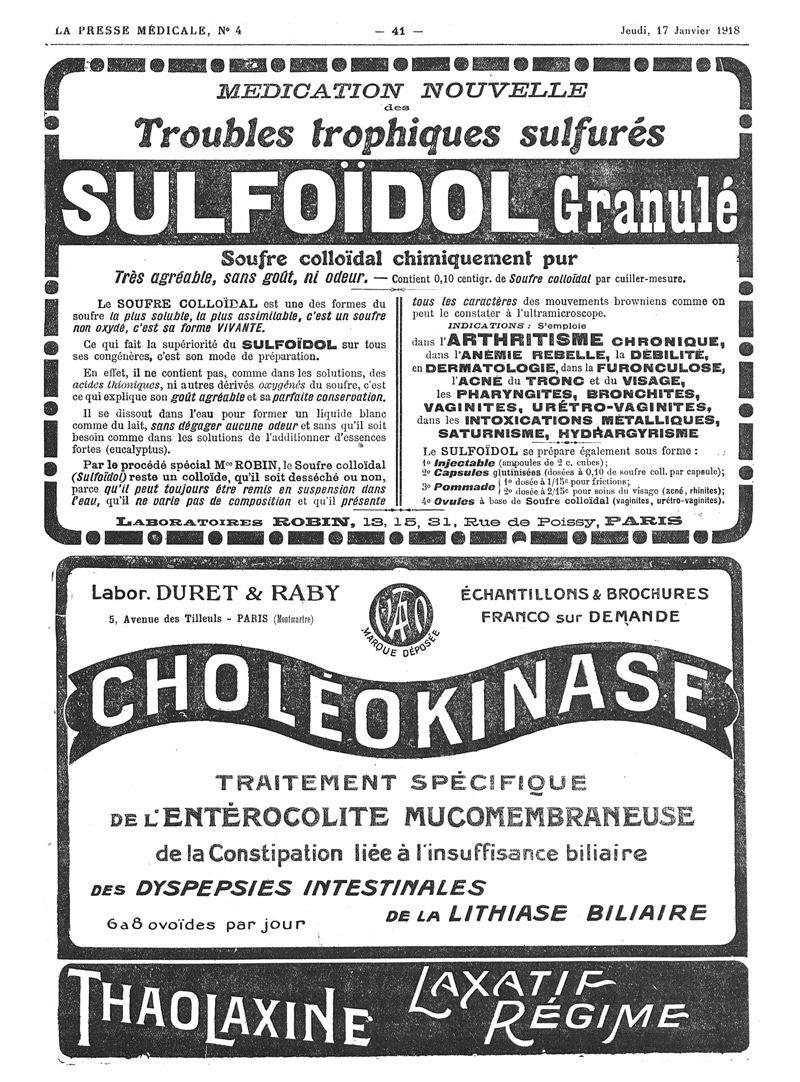 LA PRESSE MÉDICALE, N° 4
— 41 —
Jeudi, 17 Janvier 1918
MEDICATION NOUVELLE
des
Troubles trophiques sulfurés
SULFOÏDOL Granulé
Soufre colloïdal chimiquement pur
Très agréable, sans goût, ni odeur. — Contient 0,10 centigr. de Soufre colloïdal par cuiller-mesure.
Le SOUFRE COLLOÏDAL est une des formes du
soufre la plus soluble, la plus assimilable, c'est un soufre
non oxydé, c'est sa forme VIVANTE.
Ce qui fait la supériorité du SULFOÏDOL sur tous
ses congénères, c'est son mode de préparation.
En effet, il ne contient pas, comme dans les solutions, des
acides thioniques, ni autres dérivés oxygénés du soufre, c'est
ce qui explique son goût agréable et sa parfaite conservation.
Il se dissout dans l'eau pour former un liquide blanc
comme du lait, sans dégager aucune odeur et sans qu'il soit
besoin comme dans les solutions de l'additionner d'essences
fortes (eucalyptus).
Par le procédé spécial M^on ROBIN, le Soufre colloïdal
(Sulfoïdol) reste un colloïde, qu'il soit desséché ou non,
parce qu'il peut toujours être remis en suspension dans
l'eau, qu'il ne varie pas de composition et qu'il présente
tous les caractères des mouvements browniens comme on
peut le constater à l'ultramicroscope.
INDICATIONS : S'emploie
dans l'ARTHRITISME CHRONIQUE,
dans l'ANÉMIE REBELLE, la DÉBILITÉ,
en DERMATOLOGIE, dans la FURONCULOSE,
l'ACNÉ du TRONC et du VISAGE,
les PHARYNGITES, BRONCHITES,
VAGINITES, URÉTRO-VAGINITES,
dans les INTOXICATIONS MÉTALLIQUES,
SATURNISME, HYDRARGYRISME
Le SULFOÏDOL se prépare également sous forme :
1° Injectable (ampoules de 2 c. cubes);
2° Capsules glutinisées (dosées à 0,10 de soufre coll. par capsule);
3° Pommade { 1° dosée à 1/15e pour frictions;
2° dosée à 2/15e pour soins du visage (acné, rhinites);
4° Ovules à base de Soufre colloïdal (vaginites, urétro-vaginites).
LABORATOIRES ROBIN, 13, 15, 31, Rue de Poissy, PARIS
Labor. DURET & RABY
5, Avenue des Tilleuls - PARIS (Montmartre)
MARQUE DÉPOSÉE
ÉCHANTILLONS & BROCHURES
FRANCO sur DEMANDE
CHOLÉOKINASE
TRAITEMENT SPÉCIFIQUE
DE L'ENTÉROCOLITE MUCOMEMBRANEUSE
de la Constipation liée à l'insuffisance biliaire
DES DYSPEPSIES INTESTINALES
6 à 8 ovoïdes par jour
DE LA LITHIASE BILIAIRE
THAOLAXINE
LAXATIF
RÉGIME